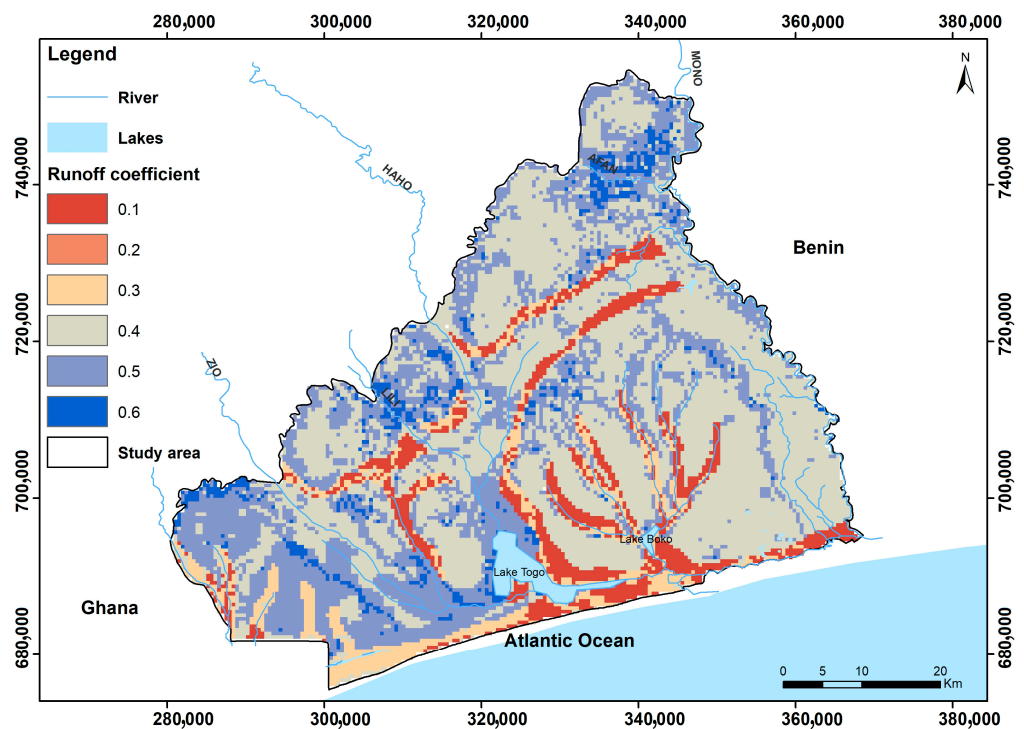 280,000 300,000 320,000 340,000 360,000 380,000
Legend
River
Lakes
Runoff coefficient
0.1
0.2
0.3
0.4
0.5
0.6
Study area
N
MONO
HAHO
AFAN
Benin
ZIO
LILI
Lake Boko
Lake Togo
Ghana
Atlantic Ocean
0 5 10 20
Km
740,000
720,000
700,000
680,000
740,000
720,000
700,000
680,000
280,000 300,000 320,000 340,000 360,000 380,000